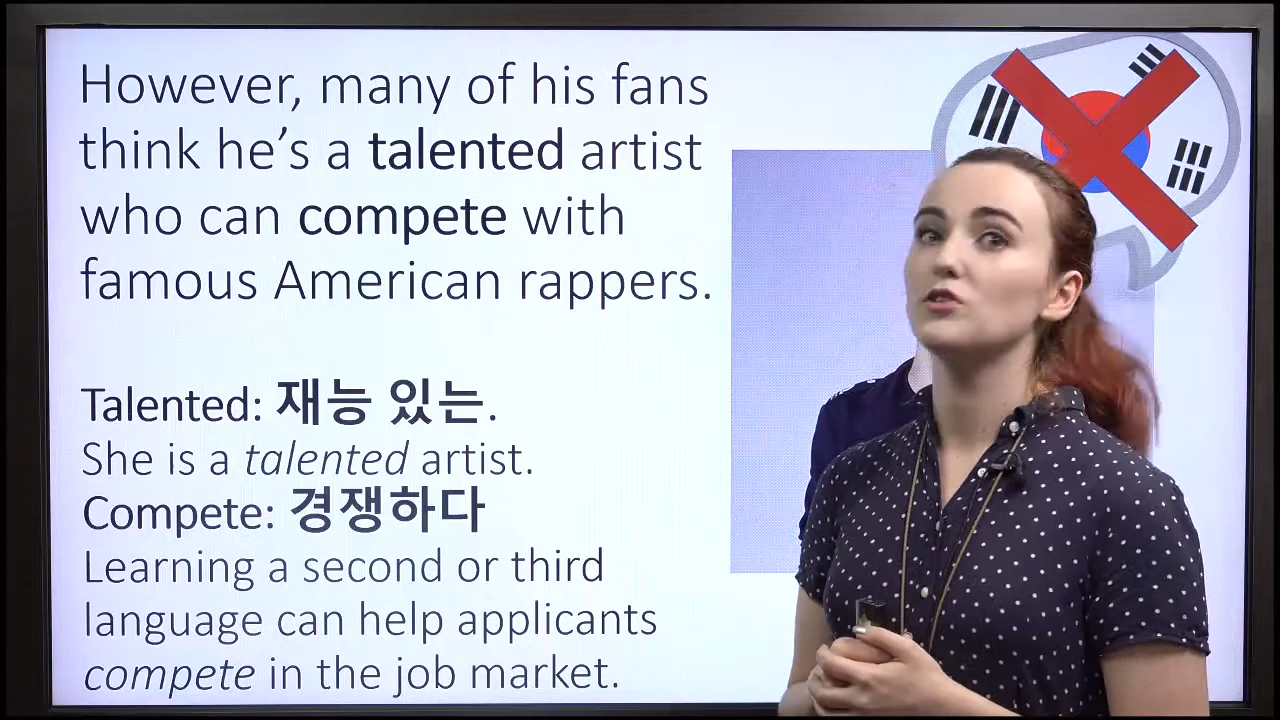 However, many of his fans
think he’s a talented artist
who can compete with
famous American rappers.
Talented: 재능 있는.
She is a talented artist.
Compete: 경쟁하다
Learning a second or third
language can help applicants
compete in the job market.